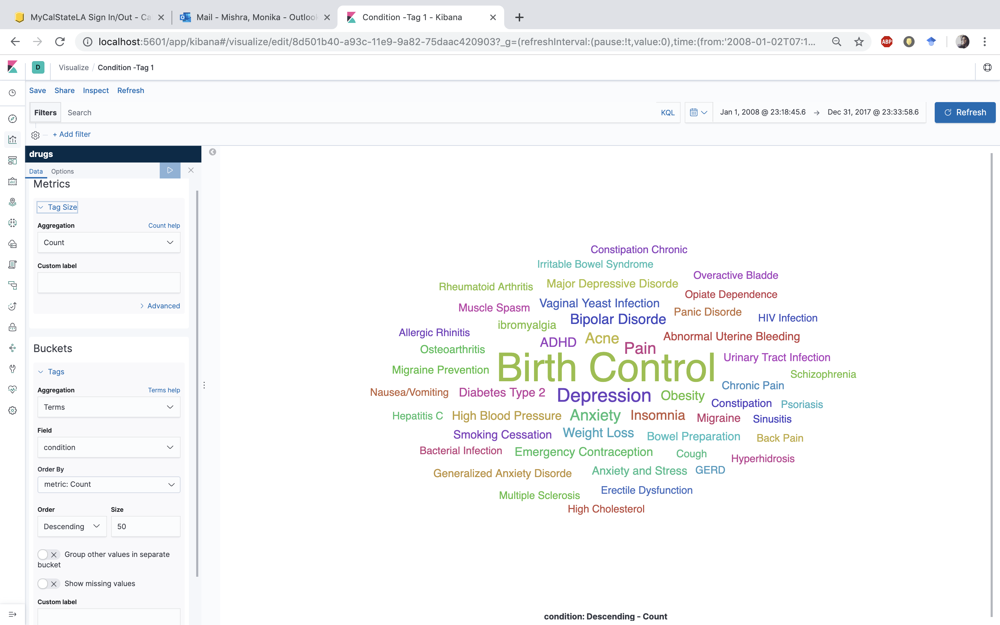 MyCalStateLA Sign In/Out - Ca
Mail - Mishra, Monika - Outlook
Condition -Tag 1 - Kibana
localhost:5601/app/kibana#/visualize/edit/8d501b40-a93c-11e9-9a82-75daac420903?_g=(refreshInterval:(pause:!t,value:0),time:(from:'2008-01-02T07:1...
ABP
D
Visualize / Condition -Tag 1
Save Share Inspect Refresh
Filters Search KQL Jan 1, 2008 @ 23:18:45.6 → Dec 31, 2017 @ 23:33:58.6 Refresh
+ Add filter
drugs
Data Options
Metrics
Tag Size
Aggregation Count help
Count
Custom label
Advanced
Buckets
Tags
Aggregation Terms help
Terms
Field
condition
Order By
metric: Count
Order Size
Descending 50
Group other values in separate
bucket
Show missing values
Custom label
Constipation Chronic
Irritable Bowel Syndrome
Overactive Bladde
Rheumatoid Arthritis Major Depressive Disorde
Opiate Dependence
Muscle Spasm Vaginal Yeast Infection
Panic Disorde
Bipolar Disorde HIV Infection
ibromyalgia
Allergic Rhinitis
ADHD Acne Abnormal Uterine Bleeding
Osteoarthritis Pain
Birth Control Urinary Tract Infection
Migraine Prevention Schizophrenia
Chronic Pain
Nausea/Vomiting Diabetes Type 2 Depression Obesity
Constipation Psoriasis
Hepatitis C High Blood Pressure Anxiety Insomnia Migraine Sinusitis
Smoking Cessation Weight Loss Bowel Preparation Back Pain
Bacterial Infection Emergency Contraception Cough
Hyperhidrosis
Generalized Anxiety Disorde Anxiety and Stress GERD
Multiple Sclerosis Erectile Dysfunction
High Cholesterol
condition: Descending - Count